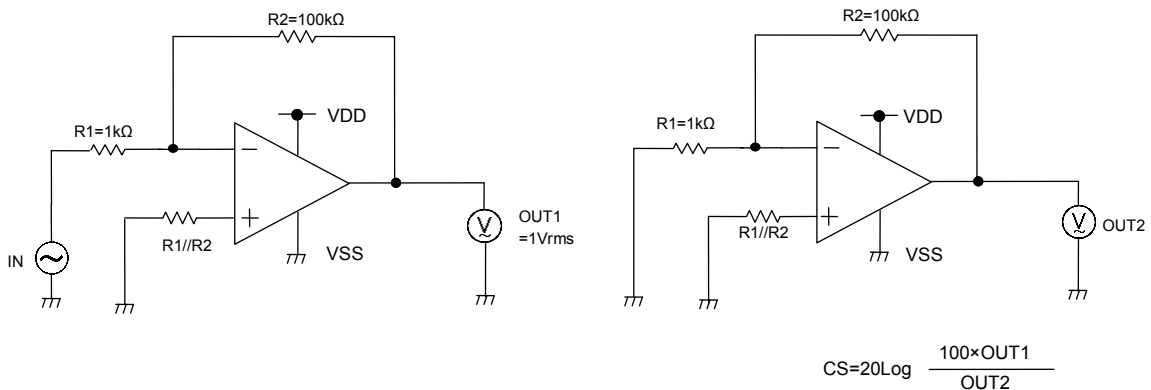 R2=100kΩ
VDD
R1=1kΩ
−
+
R1//R2
VSS
OUT1
=1Vrms
IN
V
R2=100kΩ
VDD
R1=1kΩ
−
+
R1//R2
VSS
V
OUT2
CS=20Log 100×OUT1
OUT2